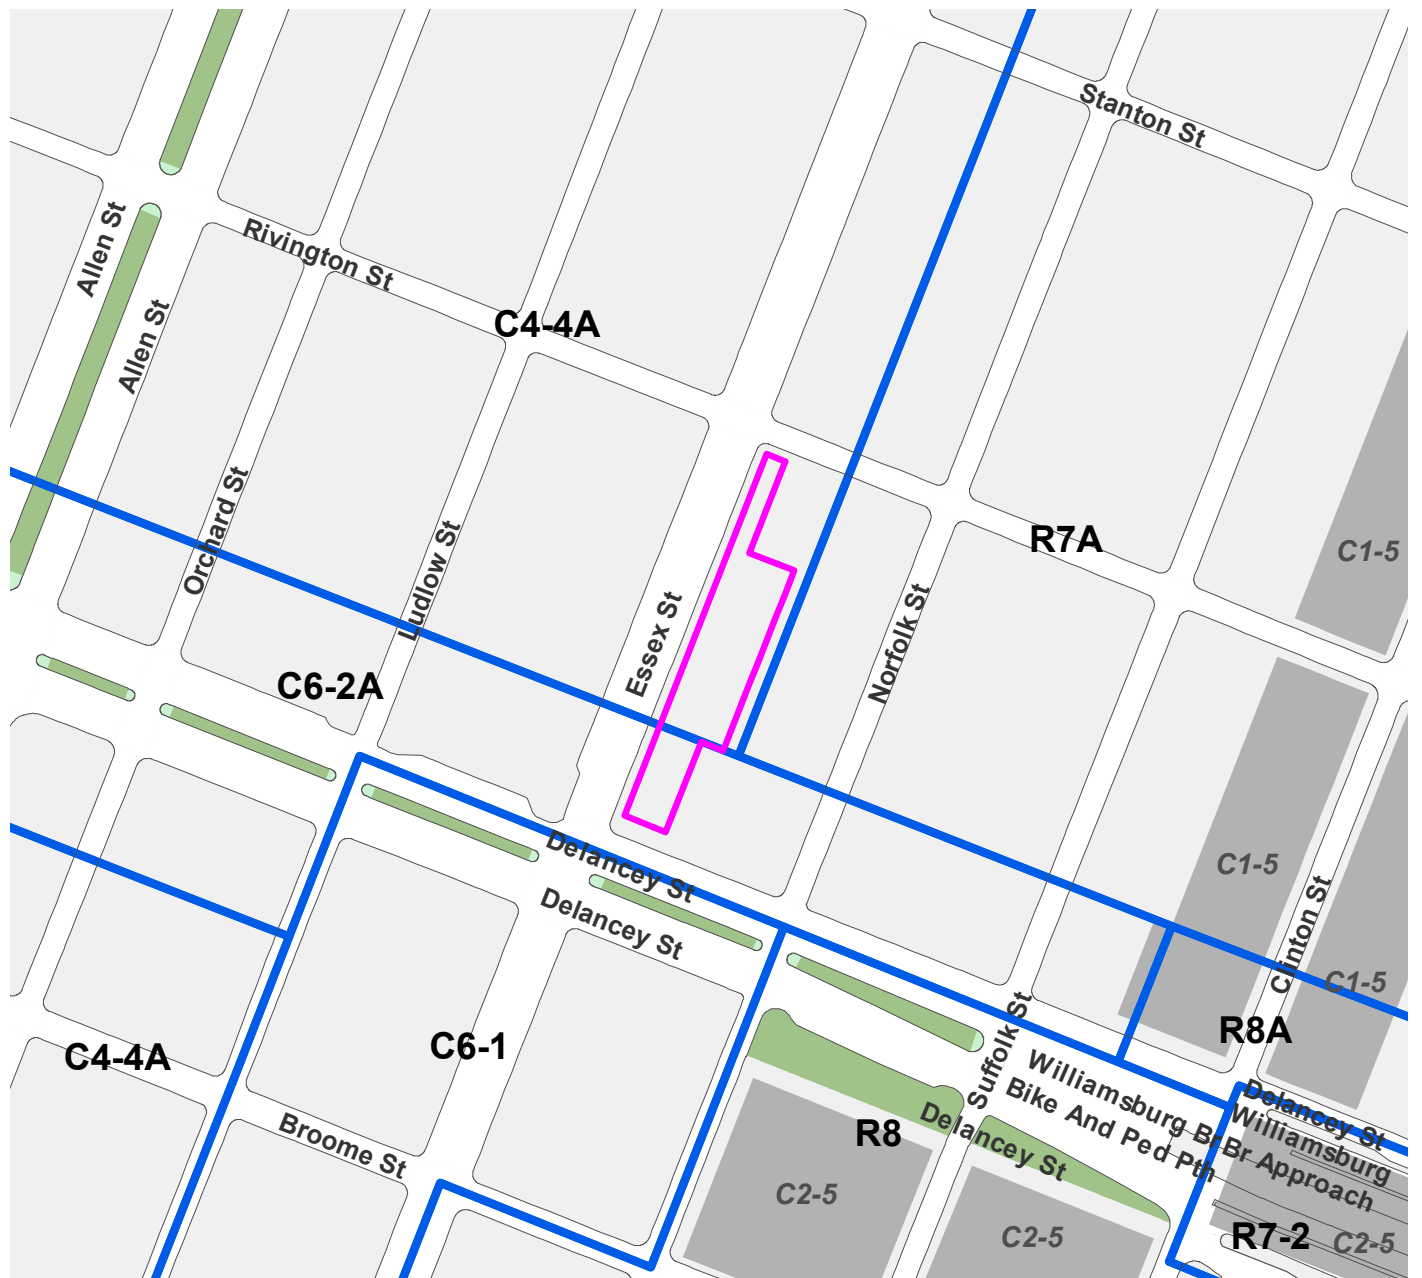 Stanton St
Allen St
Rivington St
Allen St
C4-4A
Orchard St
Ludlow St
R7A
C1-5
Essex St
Norfolk St
C6-2A
Delancey St
Delancey St
C1-5
Clinton St
C1-5
R8A
C4-4A
C6-1
Suffolk St
Williamsburg Br
Bike And Ped Pth
Delancey St
Williamsburg
Br Approach
Broome St
R8
Delancey St
C2-5
C2-5
R7-2
C2-5